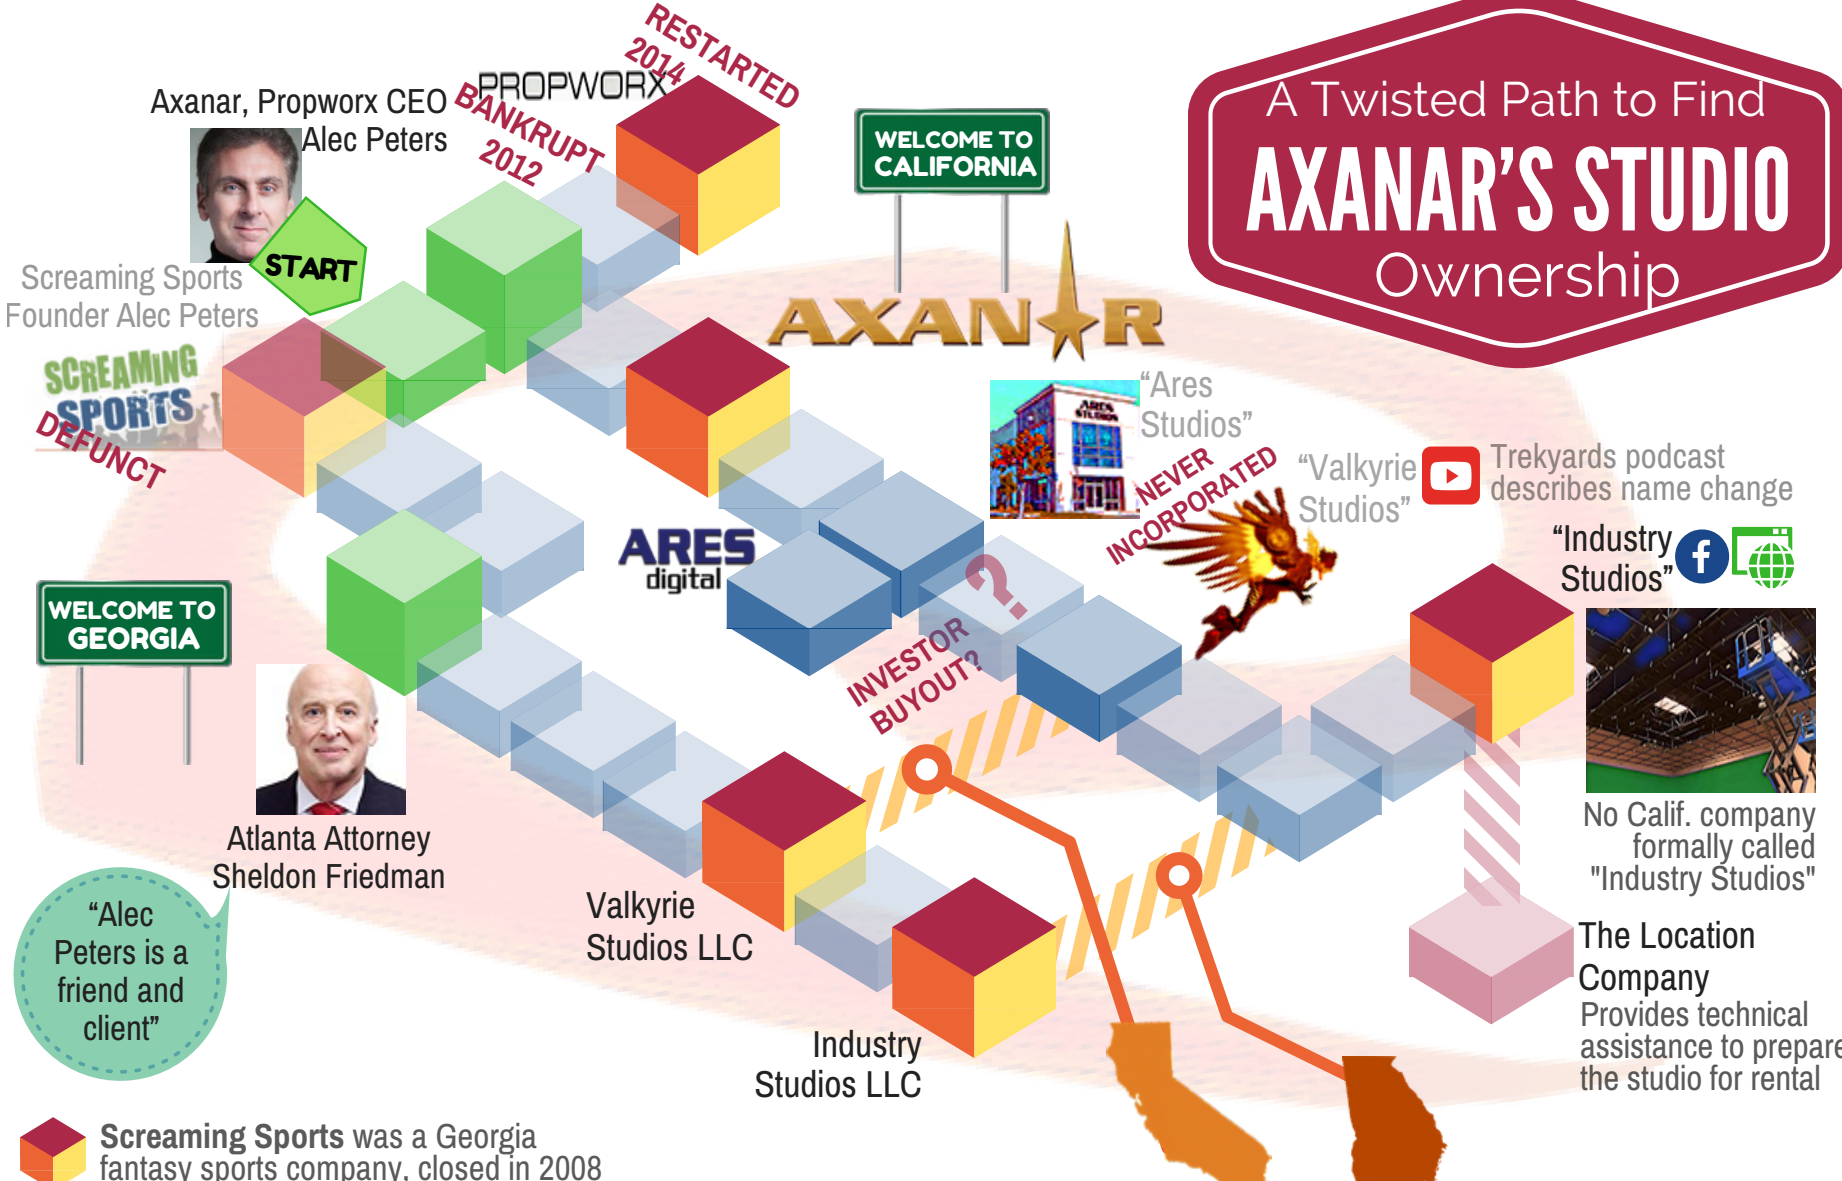 A Twisted Path to Find
AXANAR'S STUDIO
Ownership
RESTARTED
2014
PROPWORX
BANKRUPT
2012
Axanar, Propworx CEO
Alec Peters
START
Screaming Sports
Founder Alec Peters
SCREAMING
SPORTS
DEFUNCT
WELCOME TO
CALIFORNIA
AXANAR
ARES
STUDIOS
“Ares
Studios”
NEVER
INCORPORATED
“Valkyrie
Studios”
Trekyards podcast
describes name change
“Industry
Studios”
f
ARES
digital
?
INVESTOR
BUYOUT?
WELCOME TO
GEORGIA
Atlanta Attorney
Sheldon Friedman
“Alec
Peters is a
friend and
client”
Valkyrie
Studios LLC
Industry
Studios LLC
No Calif. company
formally called
"Industry Studios"
The Location
Company
Provides technical
assistance to prepare
the studio for rental
Screaming Sports was a Georgia
fantasy sports company, closed in 2008